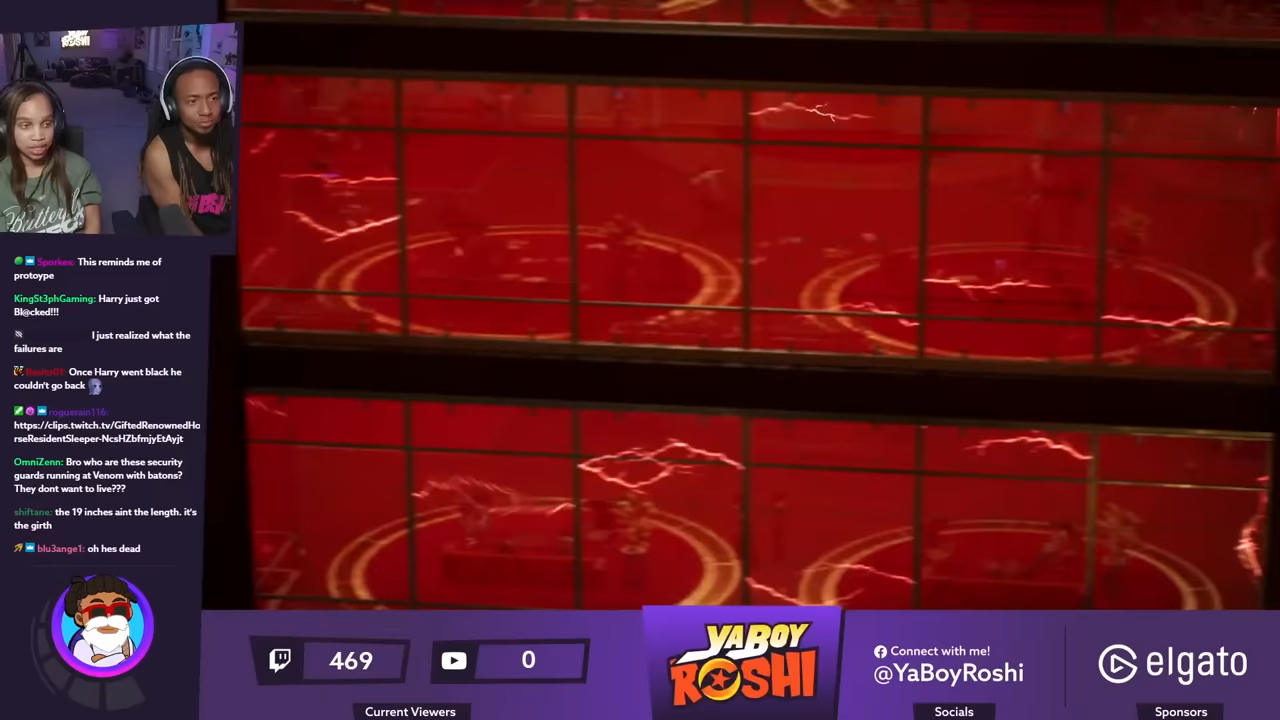 YABOY
ROSHI
Sporkes: This reminds me of
protoype
KingSt3phGaming: Harry just got
Bl@cked!!!
I just realized what the
failures are
Once Harry went black he
couldn't go back
roguerain116:
https://clips.twitch.tv/GiftedRenownedHo
rseResidentSleeper-NcsHZbfmjyEtAyjt
OmniZenn: Bro who are these security
guards running at Venom with batons?
They dont want to live???
shiftane: the 19 inches aint the length. it's
the girth
blu3ange1: oh hes dead
469
0
Current Viewers
YABOY
ROSHI
Connect with me!
@YaBoyRoshi
Socials
elgato
Sponsors